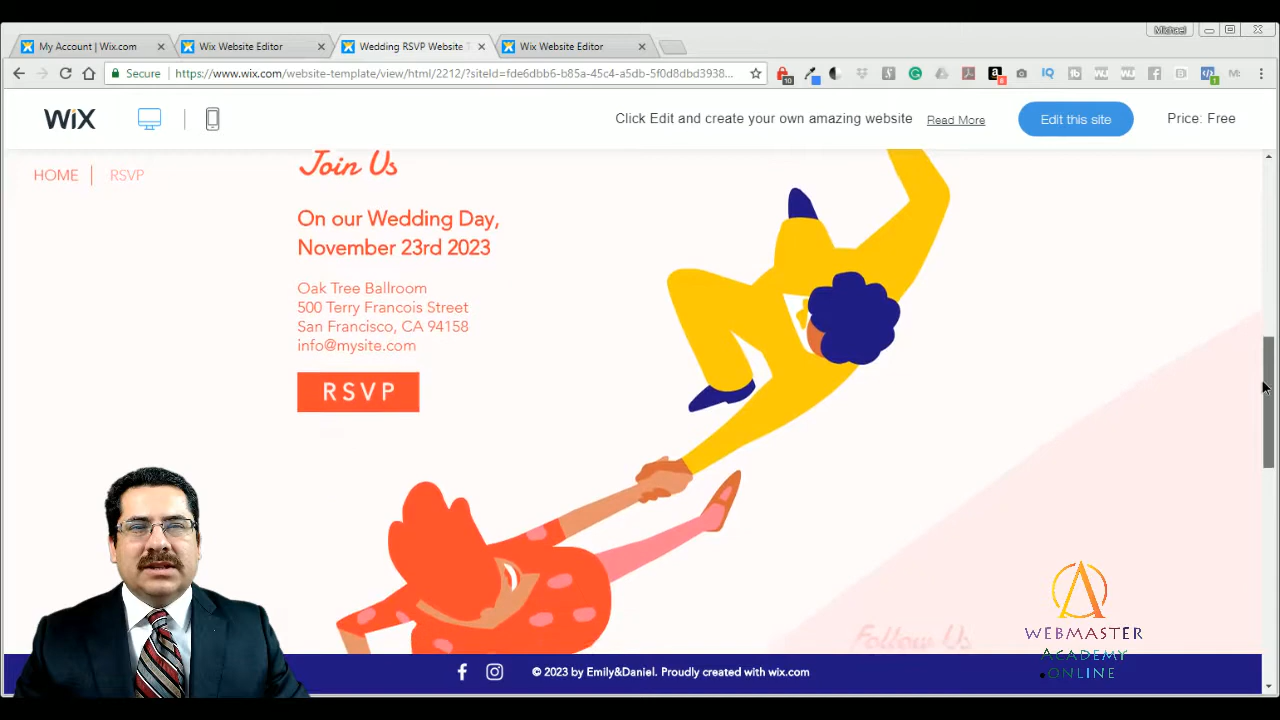 Michael
My Account | Wix.com
Wix Website Editor
Wedding RSVP Website T
Wix Website Editor
Secure
https://www.wix.com/website-template/view/html/2212/?siteId=fde6dbb6-b85a-45c4-a5db-5f0d8dbd3938...
WiX
Click Edit and create your own amazing website
Read More
Edit this site
Price: Free
HOME | RSVP
Join Us
On our Wedding Day,
November 23rd 2023
Oak Tree Ballroom
500 Terry Francois Street
San Francisco, CA 94158
info@mysite.com
RSVP
Follow Us
© 2023 by Emily&Daniel. Proudly created with wix.com
WEBMASTER
ACADEMY
.ONLINE